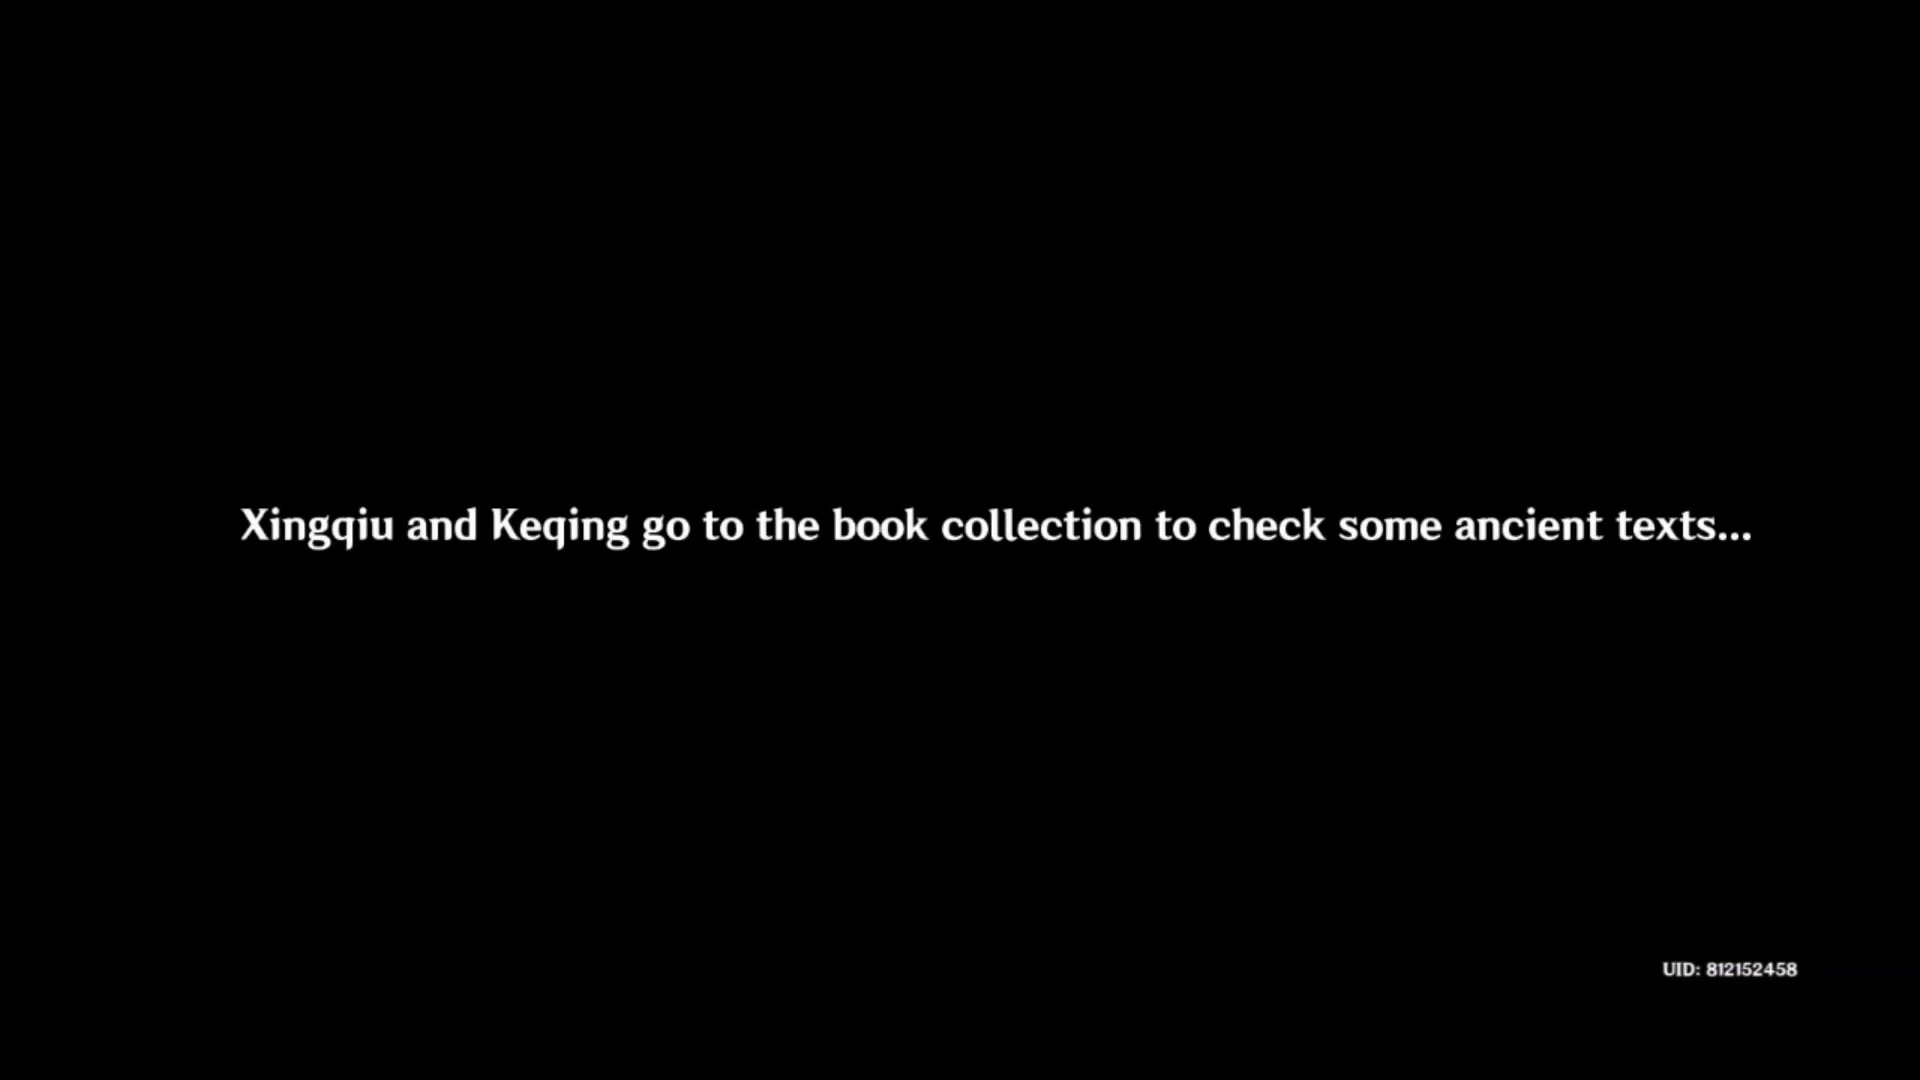 Xingqiu and Keqing go to the book collection to check some ancient texts...
UID: 812152458